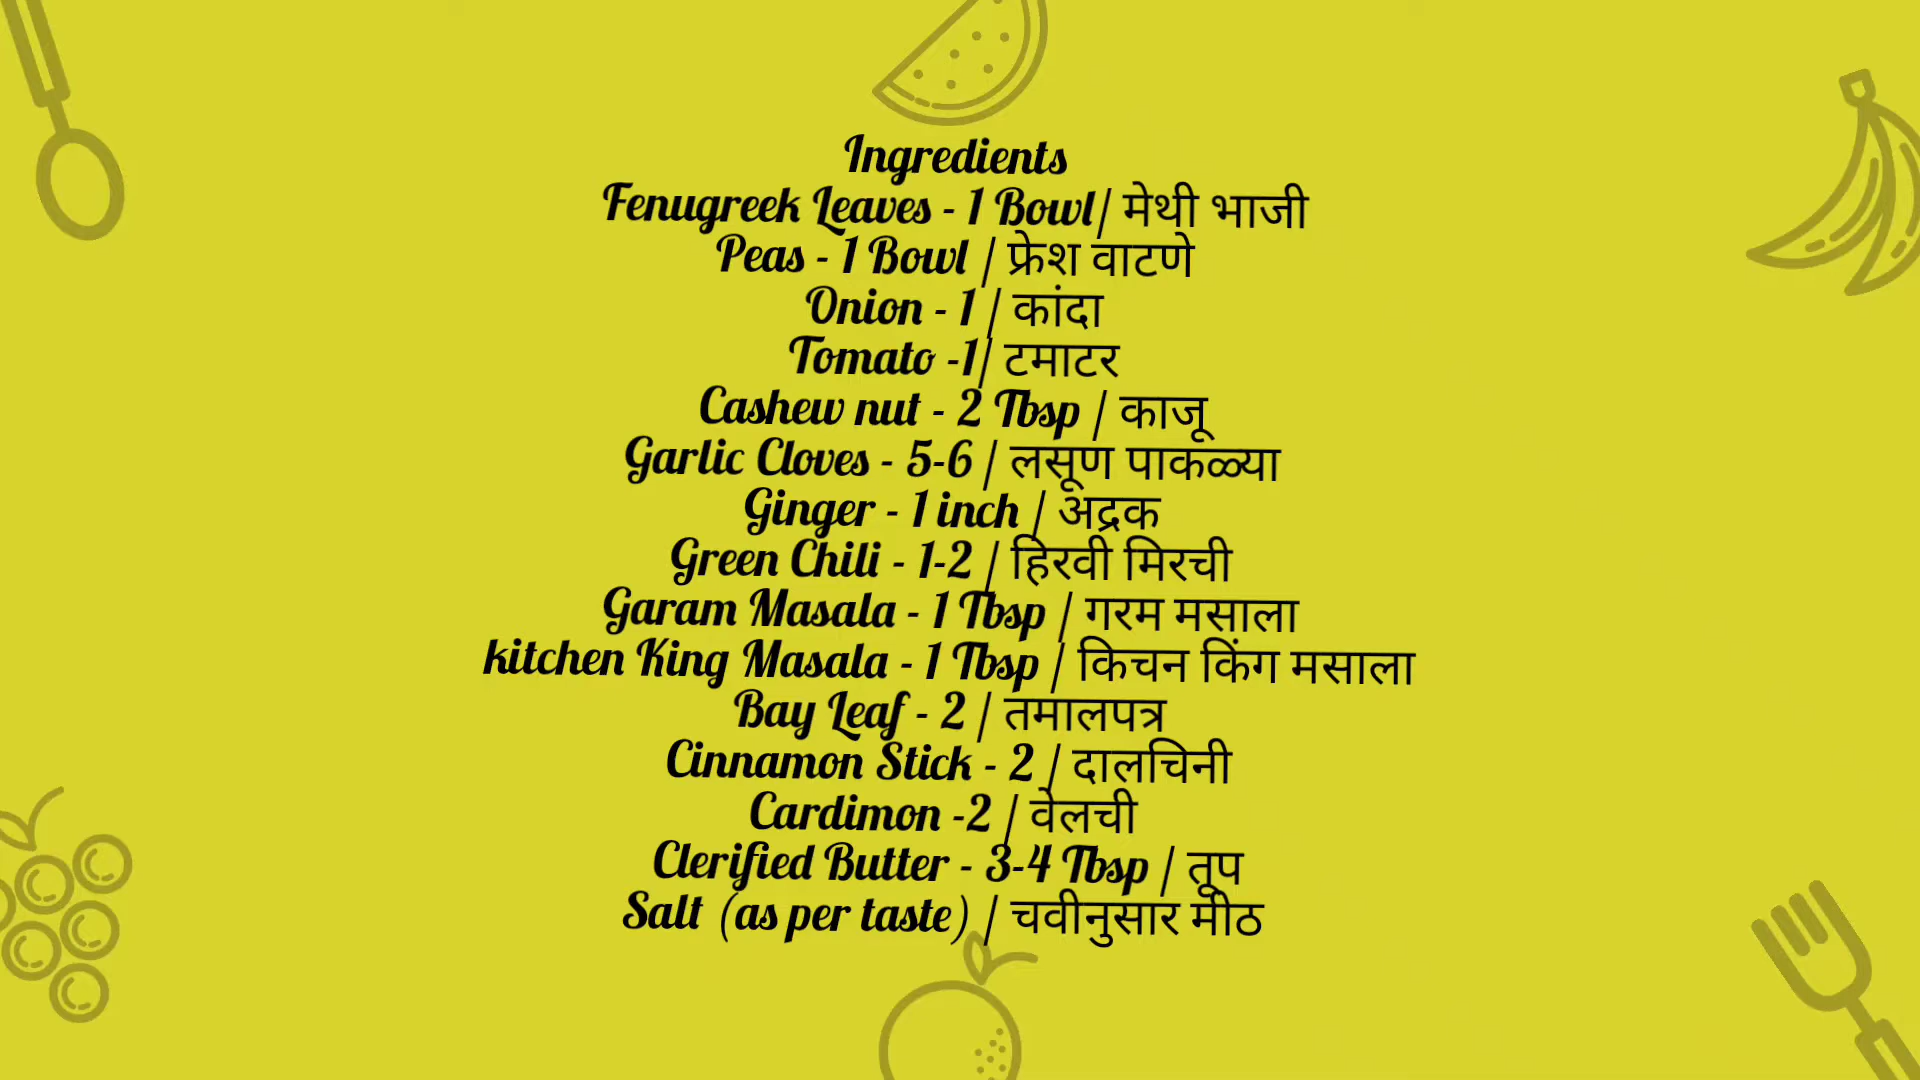 Ingredients
Fenugreek Leaves - 1 Bowl/ मेथी भाजी
Peas - 1 Bowl / फ्रेश वाटणे
Onion - 1 / कांदा
Tomato -1/ टमाटर
Cashew nut - 2 Tbsp / काजू
Garlic Cloves - 5-6 / लसूण पाकळ्या
Ginger - 1 inch / अद्रक
Green Chili - 1-2 / हिरवी मिरची
Garam Masala - 1 Tbsp / गरम मसाला
kitchen King Masala - 1 Tbsp / किचन किंग मसाला
Bay Leaf - 2 / तमालपत्र
Cinnamon Stick - 2 / दालचिनी
Cardimon -2 / वेलची
Clerified Butter - 3-4 Tbsp / तूप
Salt (as per taste) / चवीनुसार मीठ